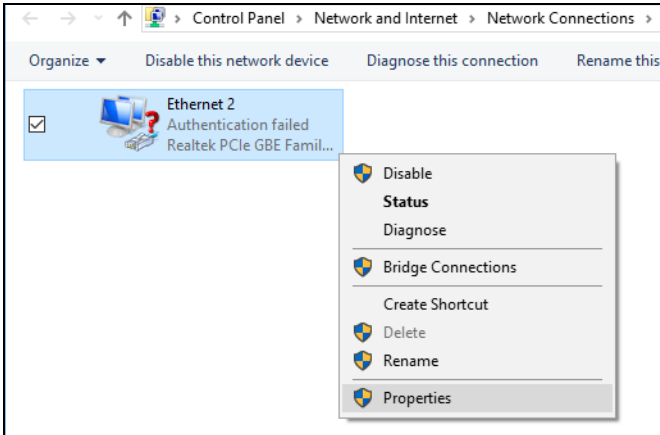 Control Panel > Network and Internet > Network Connections >
Organize Disable this network device Diagnose this connection Rename this
Ethernet 2
Authentication failed
Realtek PCIe GBE Famil...
Disable
Status
Diagnose
Bridge Connections
Create Shortcut
Delete
Rename
Properties